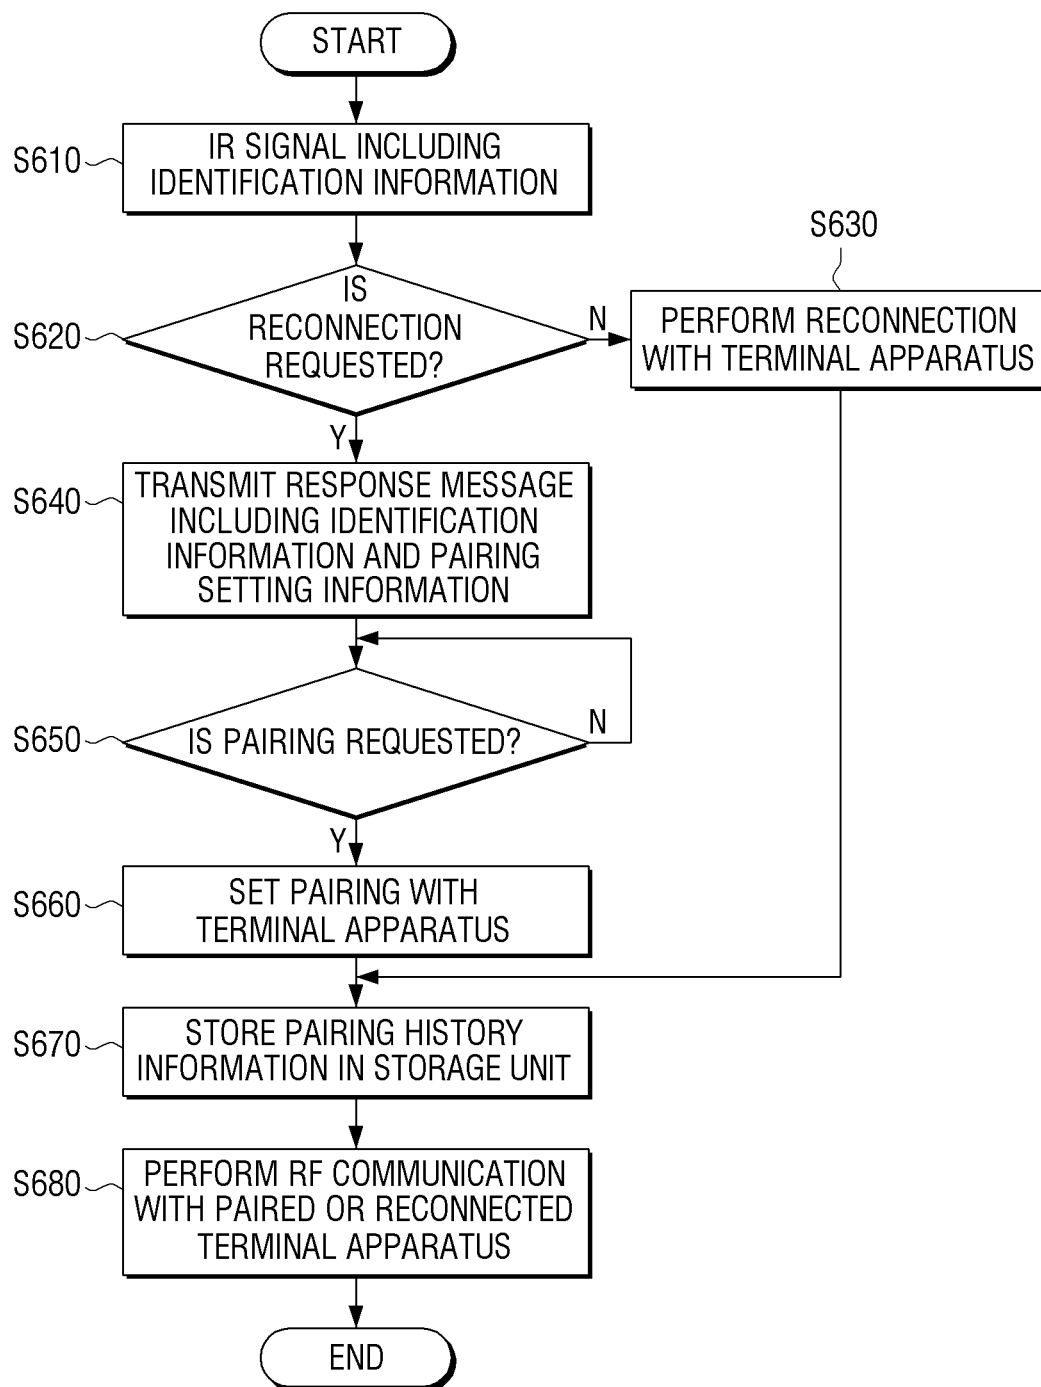 START
S610
IR SIGNAL INCLUDING
IDENTIFICATION INFORMATION
S620
IS
RECONNECTION
REQUESTED?
N
Y
S630
PERFORM RECONNECTION
WITH TERMINAL APPARATUS
S640
TRANSMIT RESPONSE MESSAGE
INCLUDING IDENTIFICATION
INFORMATION AND PAIRING
SETTING INFORMATION
S650
IS PAIRING REQUESTED?
N
Y
S660
SET PAIRING WITH
TERMINAL APPARATUS
S670
STORE PAIRING HISTORY
INFORMATION IN STORAGE UNIT
S680
PERFORM RF COMMUNICATION
WITH PAIRED OR RECONNECTED
TERMINAL APPARATUS
END